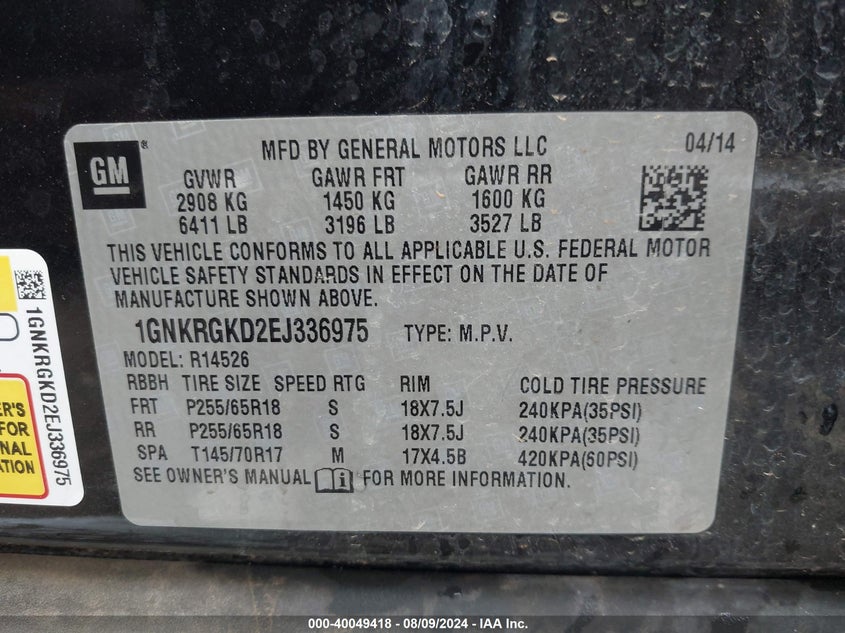 GM
MFD BY GENERAL MOTORS LLC 04/14
GVWR GAWR FRT GAWR RR
2908 KG 1450 KG 1600 KG
6411 LB 3196 LB 3527 LB
THIS VEHICLE CONFORMS TO ALL APPLICABLE U.S. FEDERAL MOTOR
VEHICLE SAFETY STANDARDS IN EFFECT ON THE DATE OF
MANUFACTURE SHOWN ABOVE.
1GNKRGKD2EJ336975 TYPE: M.P.V.
MODEL: R14526
RBBH TIRE SIZE SPEED RTG RIM COLD TIRE PRESSURE
FRT P255/65R18 S 18X7.5J 240KPA(35PSI)
RR P255/65R18 S 18X7.5J 240KPA(35PSI)
SPA T145/70R17 M 17X4.5B 420KPA(60PSI)
SEE OWNER'S MANUAL FOR MORE INFORMATION.
1GNKRGKD2EJ336975
ER'S
FOR
NAL
ATION
000-40049418 - 08/09/2024 - IAA Inc.